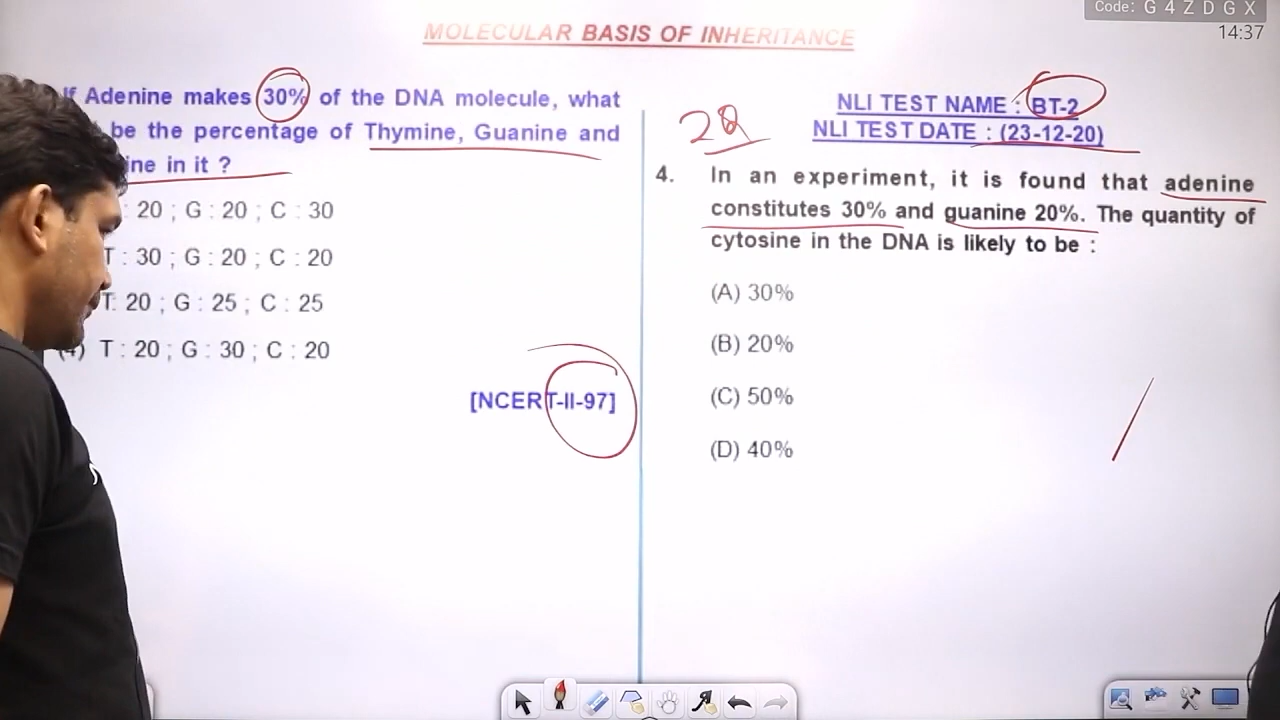 Code: G 4 Z D G X
14:37
MOLECULAR BASIS OF INHERITANCE
If Adenine makes 30% of the DNA molecule, what
be the percentage of Thymine, Guanine and
ine in it ?
: 20 ; G : 20 ; C : 30
T : 30 ; G : 20 ; C : 20
T: 20 ; G : 25 ; C : 25
(4) T : 20 ; G : 30 ; C : 20
[NCERT-II-97]
NLI TEST NAME : BT-2
NLI TEST DATE : (23-12-20)
4. In an experiment, it is found that adenine
constitutes 30% and guanine 20%. The quantity of
cytosine in the DNA is likely to be :
(A) 30%
(B) 20%
(C) 50%
(D) 40%